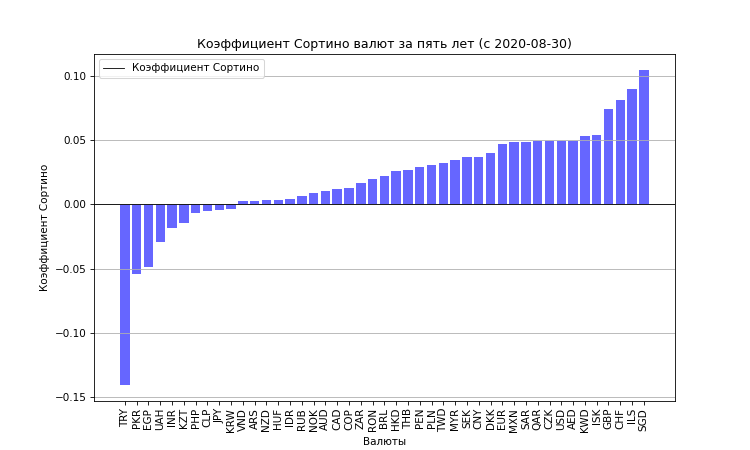 Коэффициент Сортино валют за пять лет (с 2020-08-30)
Коэффициент Сортино
0.10
0.05
0.00
−0.05
−0.10
−0.15
Коэффициент Сортино
TRY
PKR
EGP
UAH
INR
KZT
PHP
CLP
JPY
KRW
VND
ARS
NZD
HUF
IDR
RUB
NOK
AUD
CAD
COP
ZAR
RON
BRL
HKD
THB
PEN
PLN
TWD
MYR
SEK
CNY
DKK
EUR
MXN
SAR
QAR
CZK
USD
AED
KWD
ISK
GBP
CHF
ILS
SGD
Валюты